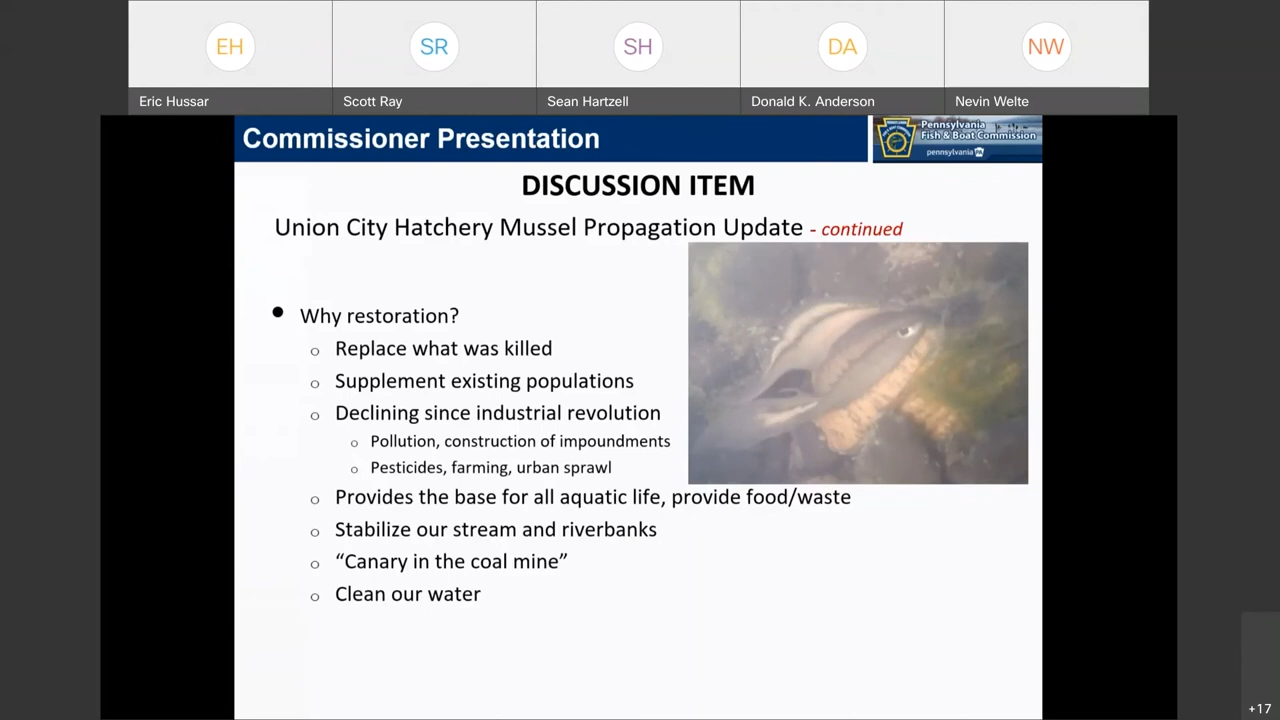 EH
SR
SH
DA
NW
Eric Hussar
Scott Ray
Sean Hartzell
Donald K. Anderson
Nevin Welte
Commissioner Presentation
Pennsylvania
Fish & Boat Commission
pennsylvania PA
DISCUSSION ITEM
Union City Hatchery Mussel Propagation Update - continued
• Why restoration?
o Replace what was killed
o Supplement existing populations
o Declining since industrial revolution
o Pollution, construction of impoundments
o Pesticides, farming, urban sprawl
o Provides the base for all aquatic life, provide food/waste
o Stabilize our stream and riverbanks
o “Canary in the coal mine”
o Clean our water
+17